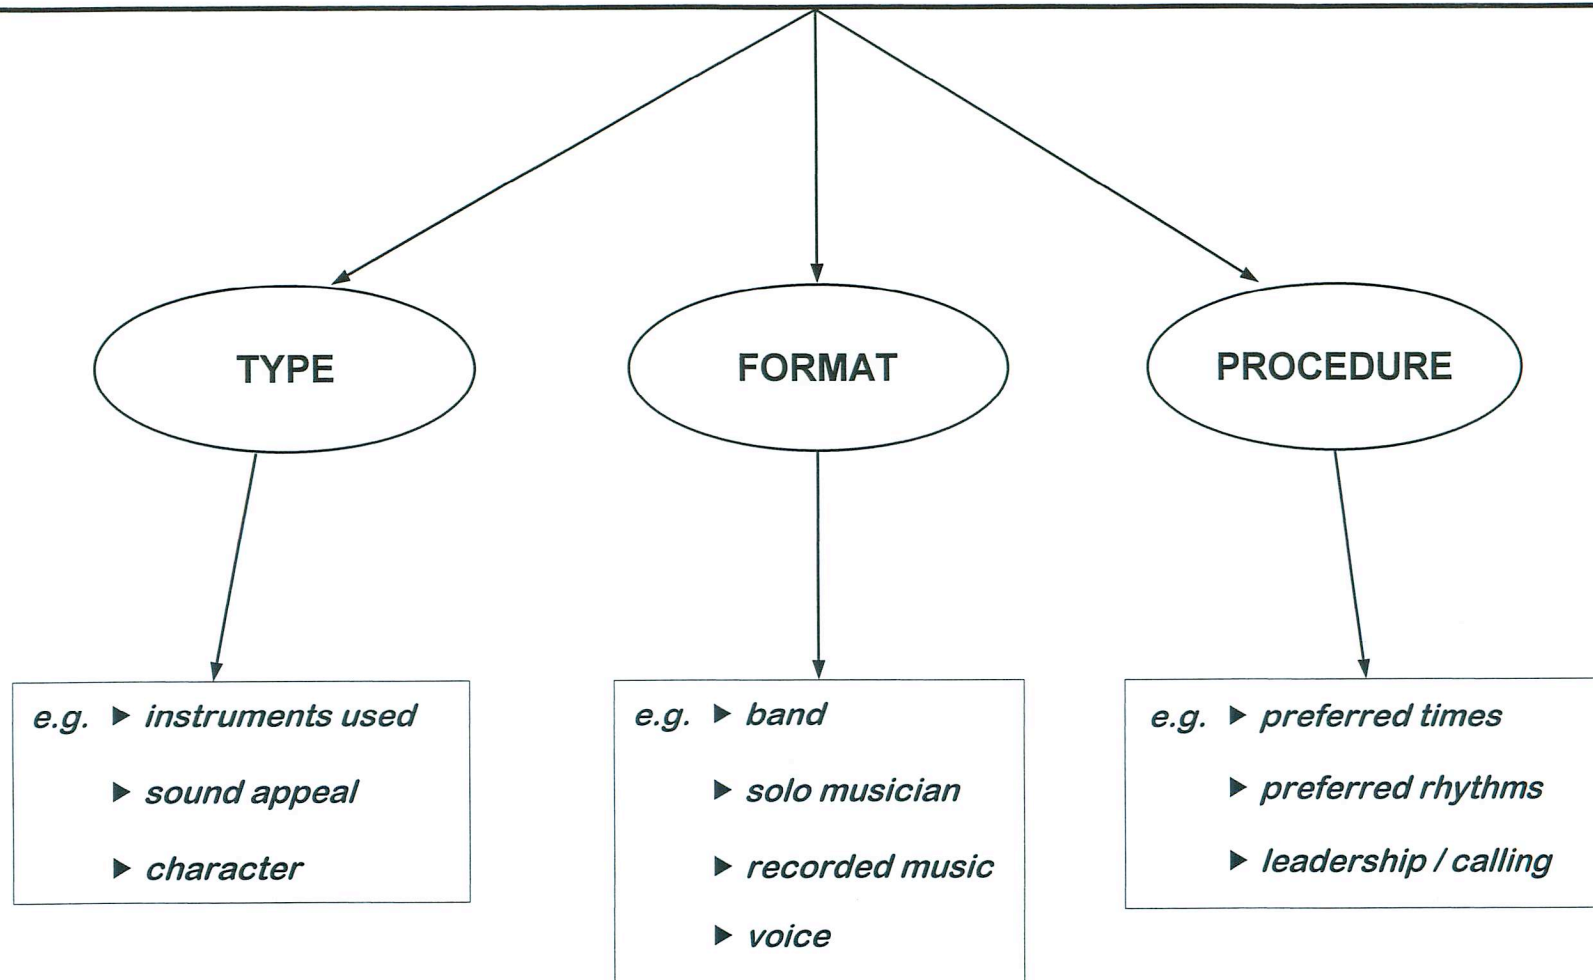 TYPE
FORMAT
PROCEDURE
e.g. ▶ instruments used
▶ sound appeal
▶ character
e.g. ▶ band
▶ solo musician
▶ recorded music
▶ voice
e.g. ▶ preferred times
▶ preferred rhythms
▶ leadership / calling